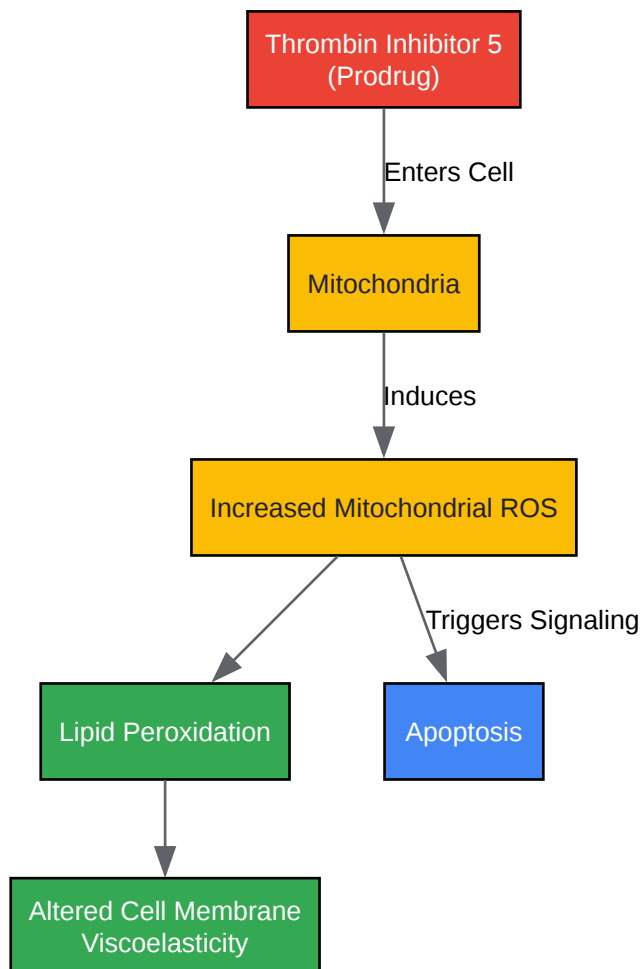 Thrombin Inhibitor 5
(Prodrug)
Enters Cell
Mitochondria
Induces
Increased Mitochondrial ROS
Triggers Signaling
Lipid Peroxidation
Apoptosis
Altered Cell Membrane
Viscoelasticity